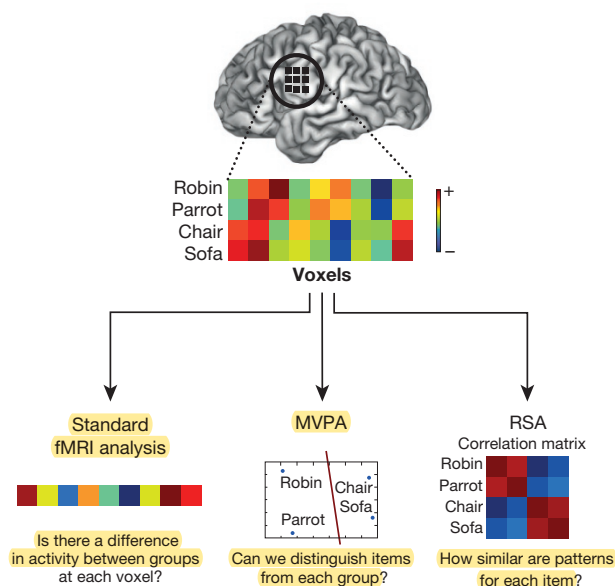 Robin
Parrot
Chair
Sofa
+
−
Voxels
Standard
fMRI analysis
Is there a difference
in activity between groups
at each voxel?
MVPA
Robin
Chair
Sofa
Parrot
Can we distinguish items
from each group?
RSA
Correlation matrix
Robin
Parrot
Chair
Sofa
How similar are patterns
for each item?